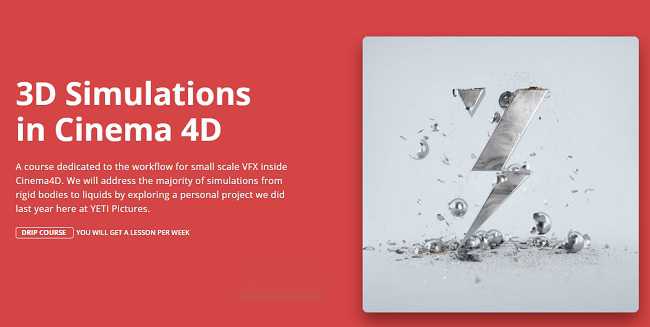 3D Simulations
in Cinema 4D
A course dedicated to the workflow for small scale VFX inside
Cinema4D. We will address the majority of simulations from
rigid bodies to liquids by exploring a personal project we did
last year here at YETI Pictures.
DRIP COURSE YOU WILL GET A LESSON PER WEEK